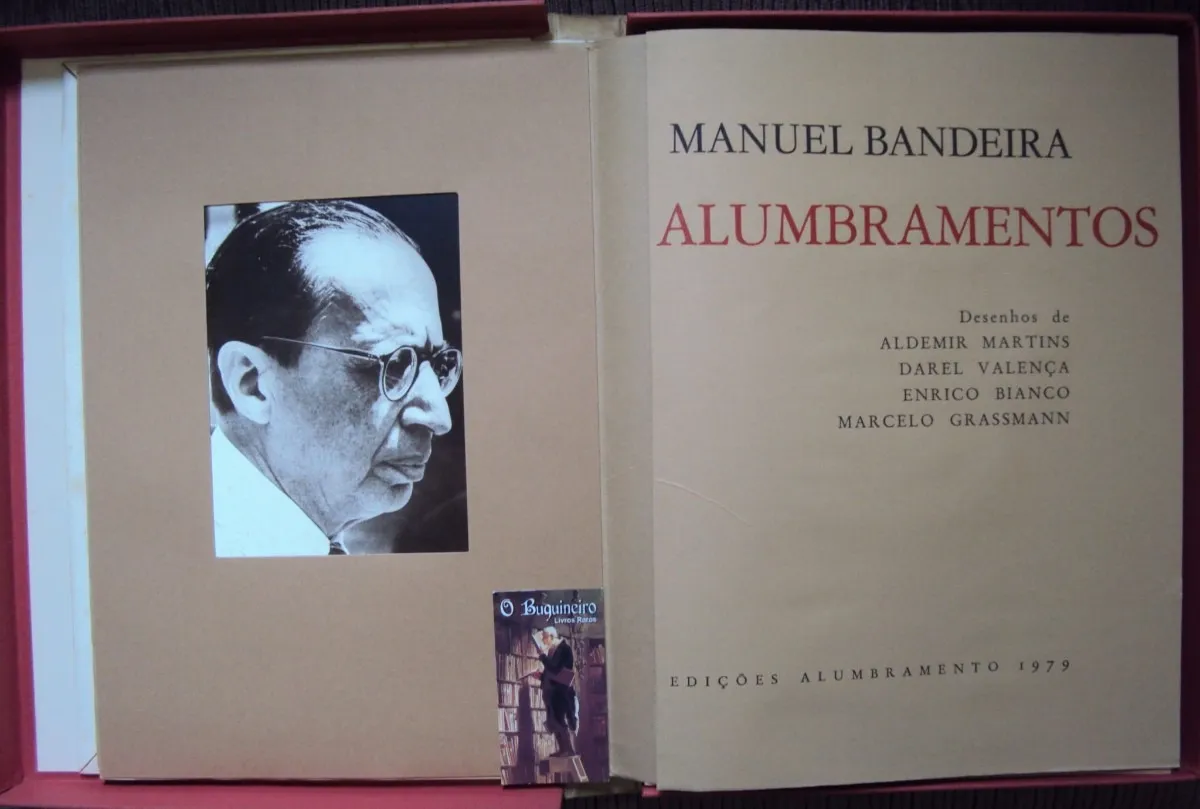 O Buquineiro
Livros Raros
MANUEL BANDEIRA
ALUMBRAMENTOS
Desenhos de
ALDEMIR MARTINS
DAREL VALENÇA
ENRICO BIANCO
MARCELO GRASSMANN
EDIÇÕES ALUMBRAMENTO 1979